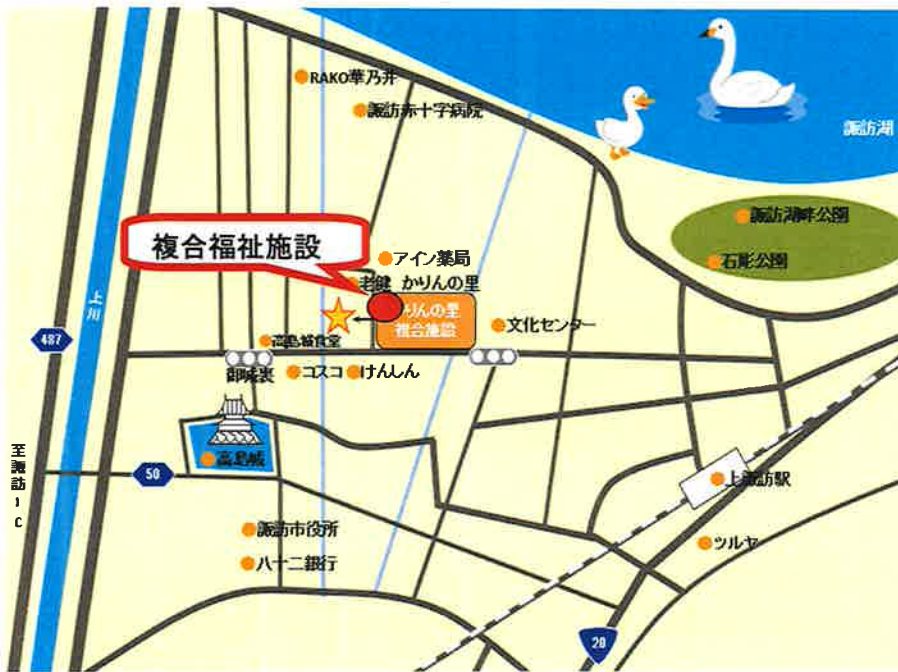 RAKO華乃井
諏訪赤十字病院
諏訪湖
諏訪湖畔公園
石彫公園
複合福祉施設
アイン薬局
老健 かりんの里
りんの里
複合施設
文化センター
上川
487
高島城食堂
御城裏
コスコ
けんしん
高島城
50
至諏訪IC
上諏訪駅
諏訪市役所
八十二銀行
ツルヤ
20